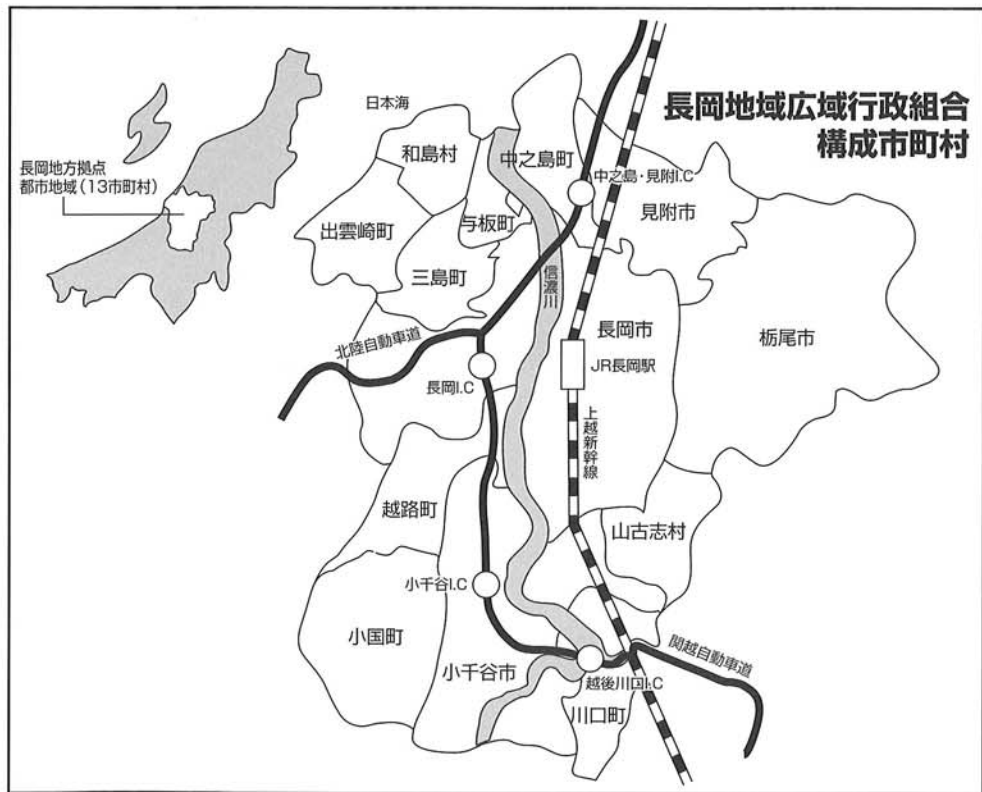 長岡地域広域行政組合
構成市町村
長岡地方拠点
都市地域（13市町村）
日本海
和島村
中之島町
中之島・見附I.C
見附市
出雲崎町
与板町
三島町
信濃川
長岡市
栃尾市
北陸自動車道
長岡I.C
JR長岡駅
上越新幹線
越路町
山古志村
小千谷I.C
小国町
小千谷市
関越自動車道
越後川口I.C
川口町